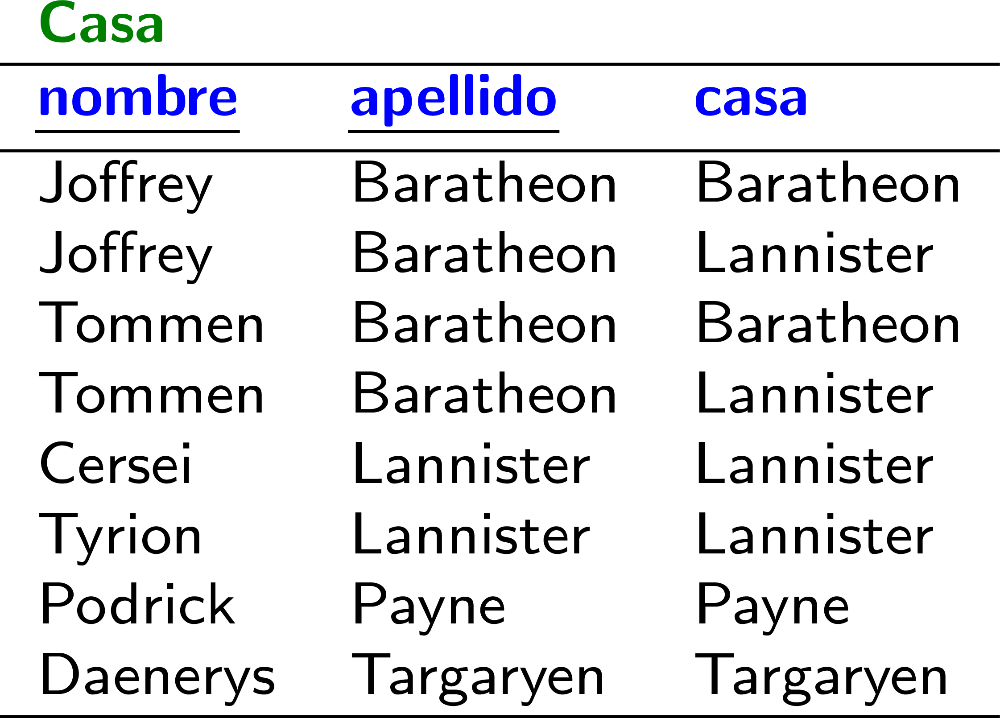 Casa
nombre apellido casa
Joffrey Baratheon Baratheon
Joffrey Baratheon Lannister
Tommen Baratheon Baratheon
Tommen Baratheon Lannister
Cersei Lannister Lannister
Tyrion Lannister Lannister
Podrick Payne Payne
Daenerys Targaryen Targaryen